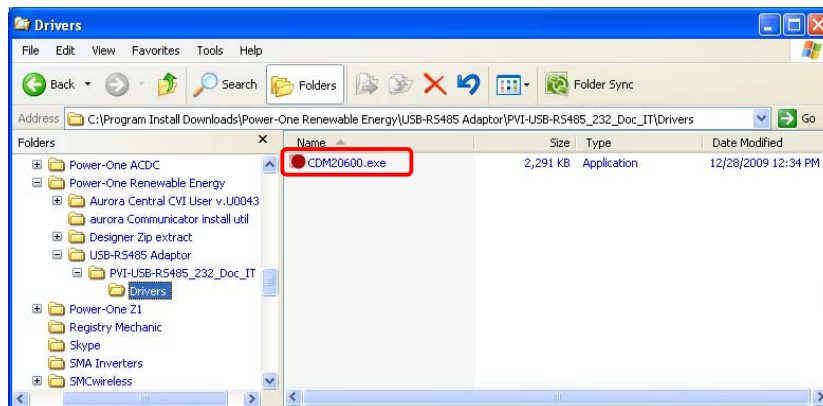 Drivers
File Edit View Favorites Tools Help
Back Search Folders Folder Sync
Address C:\Program Install Downloads\Power-One Renewable Energy\USB-RS485 Adaptor\PVI-USB-RS485_232_Doc_IT\Drivers Go
Folders x Name Size Type Date Modified
Power-One ACDC CDM20600.exe 2,291 KB Application 12/28/2009 12:34 PM
Power-One Renewable Energy
Aurora Central CVI User v.U0043
aurora Communicator install util
Designer Zip extract
USB-RS485 Adaptor
PVI-USB-RS485_232_Doc_IT
Drivers
Power-One Z1
Registry Mechanic
Skype
SMA Inverters
SMCwireless